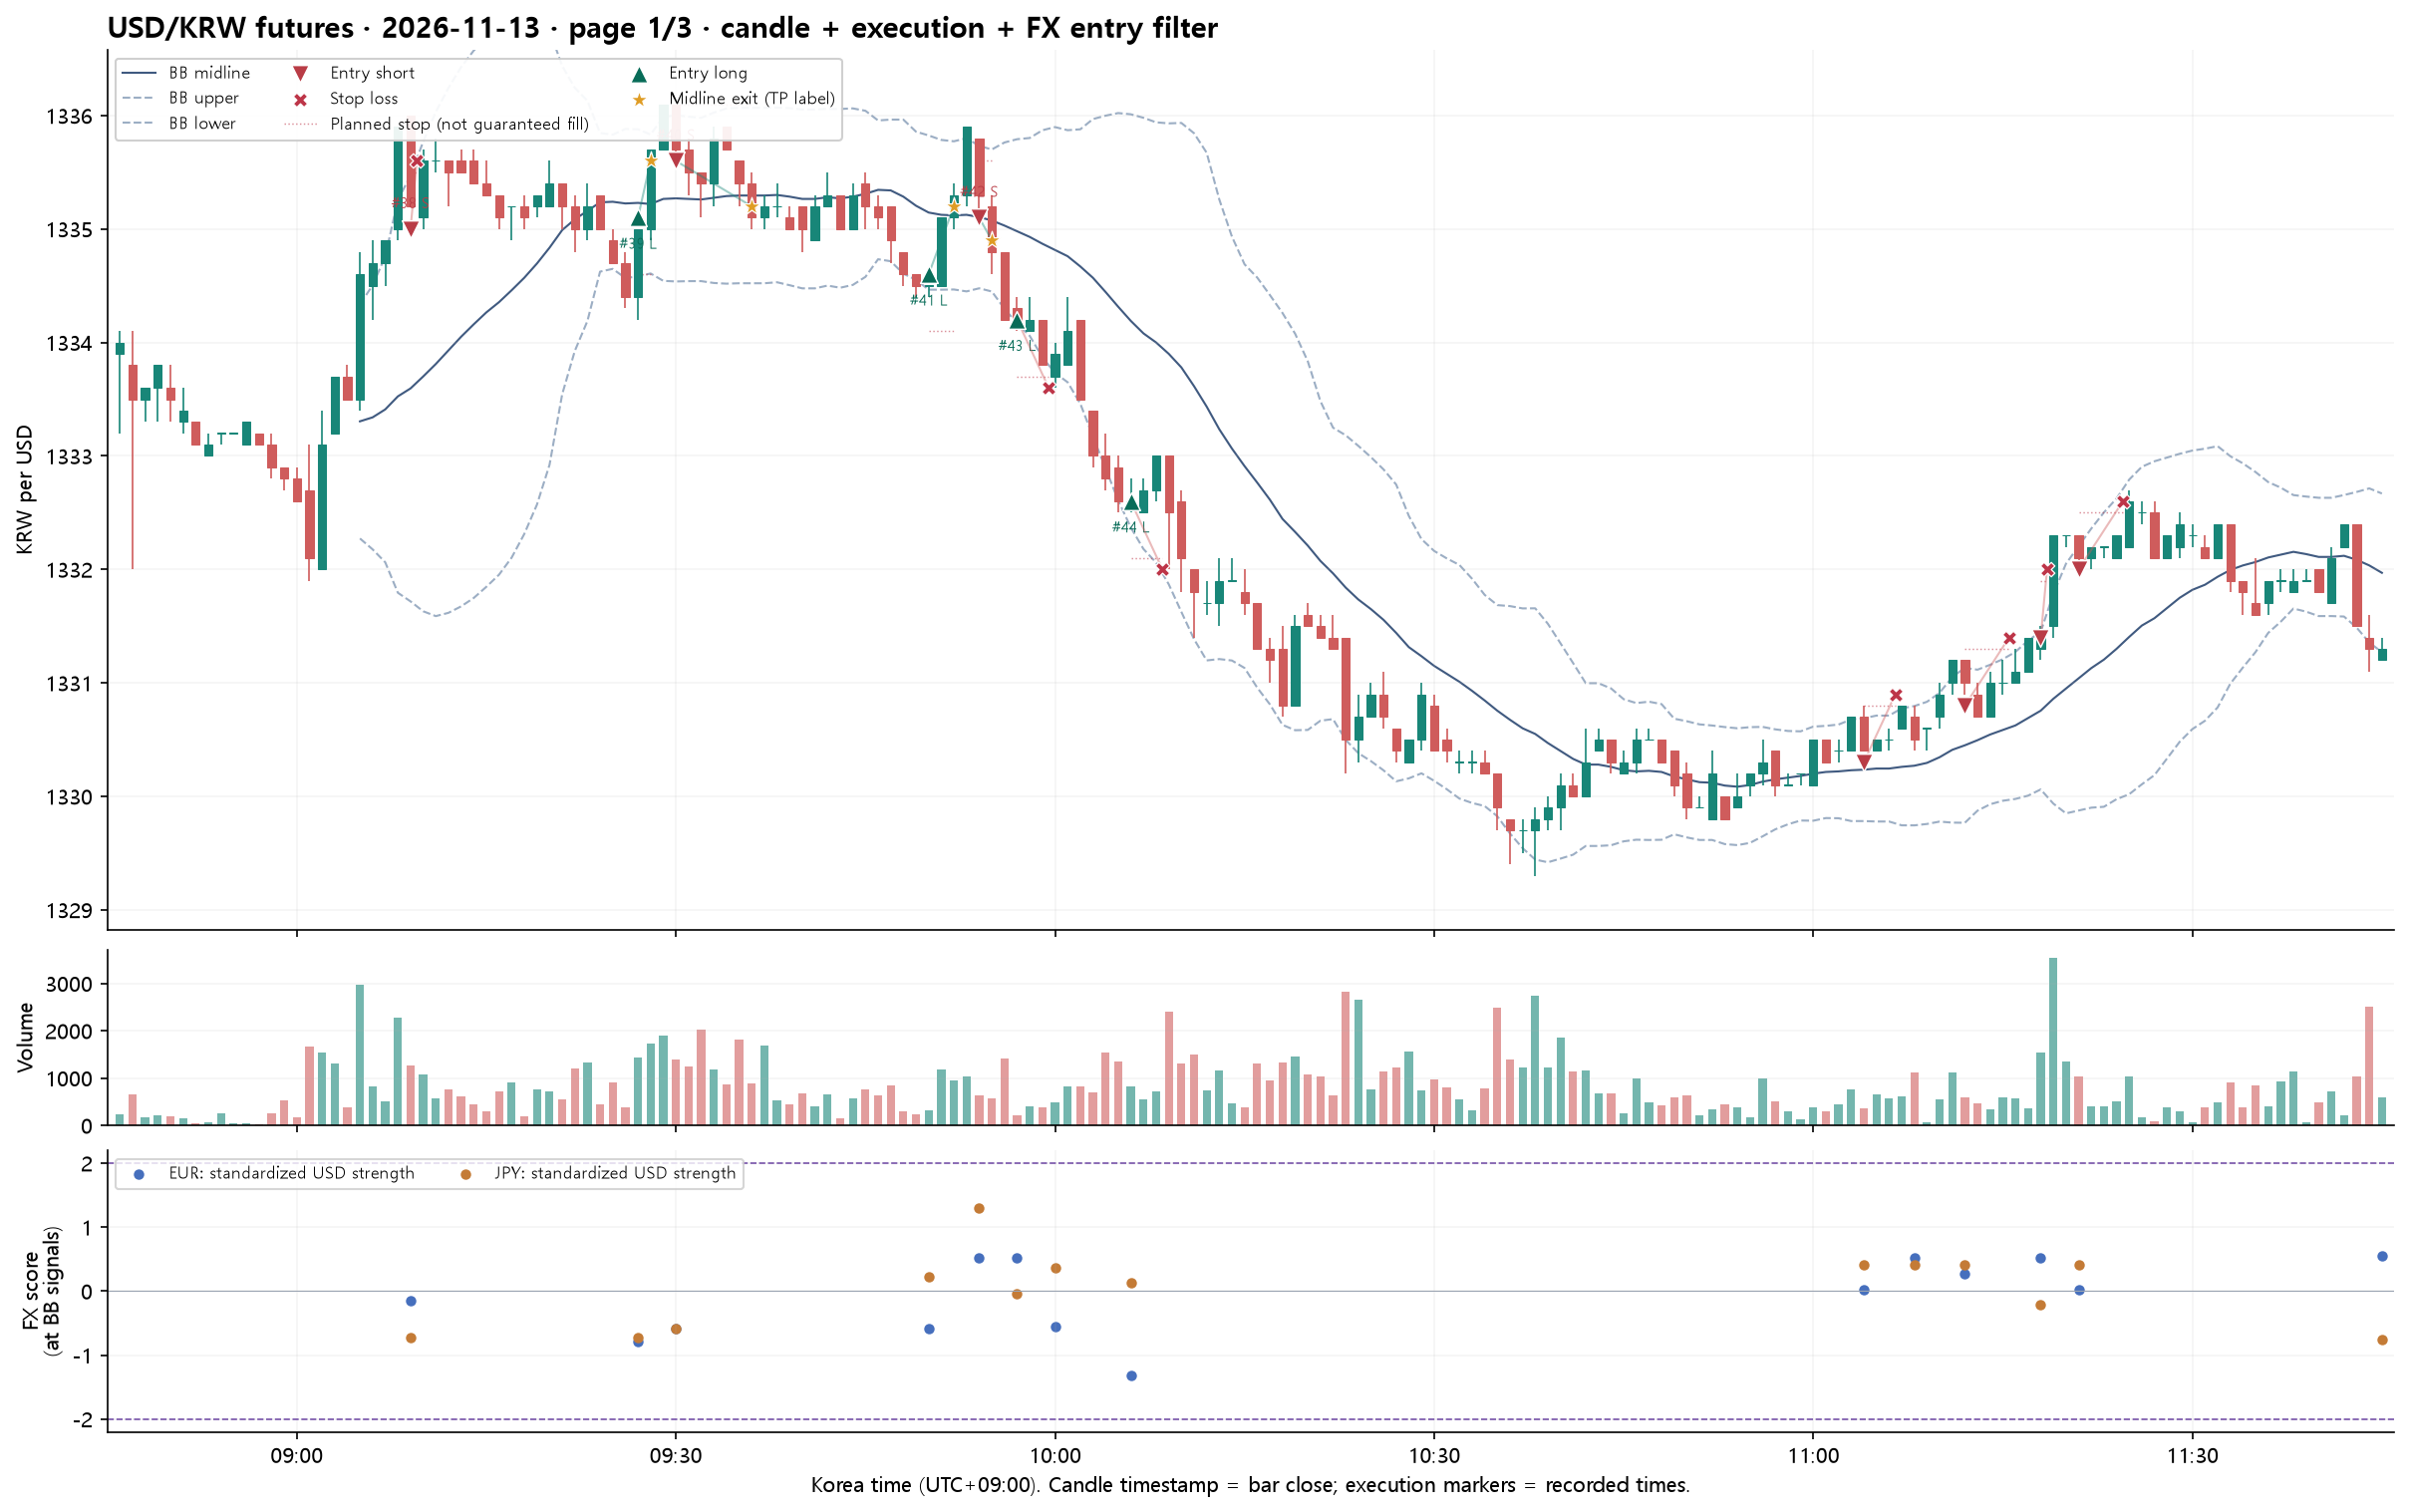 USD/KRW futures · 2026-11-13 · page 1/3 · candle + execution + FX entry filter
BB midline
BB upper
BB lower
Entry short
Stop loss
Planned stop (not guaranteed fill)
Entry long
Midline exit (TP label)
KRW per USD
1336
1335
1334
1333
1332
1331
1330
1329
#39 L
#41 L
#42 S
#43 L
#44 L
Volume
3000
2000
1000
0
EUR: standardized USD strength
JPY: standardized USD strength
FX score
(at BB signals)
2
1
0
-1
-2
09:00
09:30
10:00
10:30
11:00
11:30
Korea time (UTC+09:00). Candle timestamp = bar close; execution markers = recorded times.